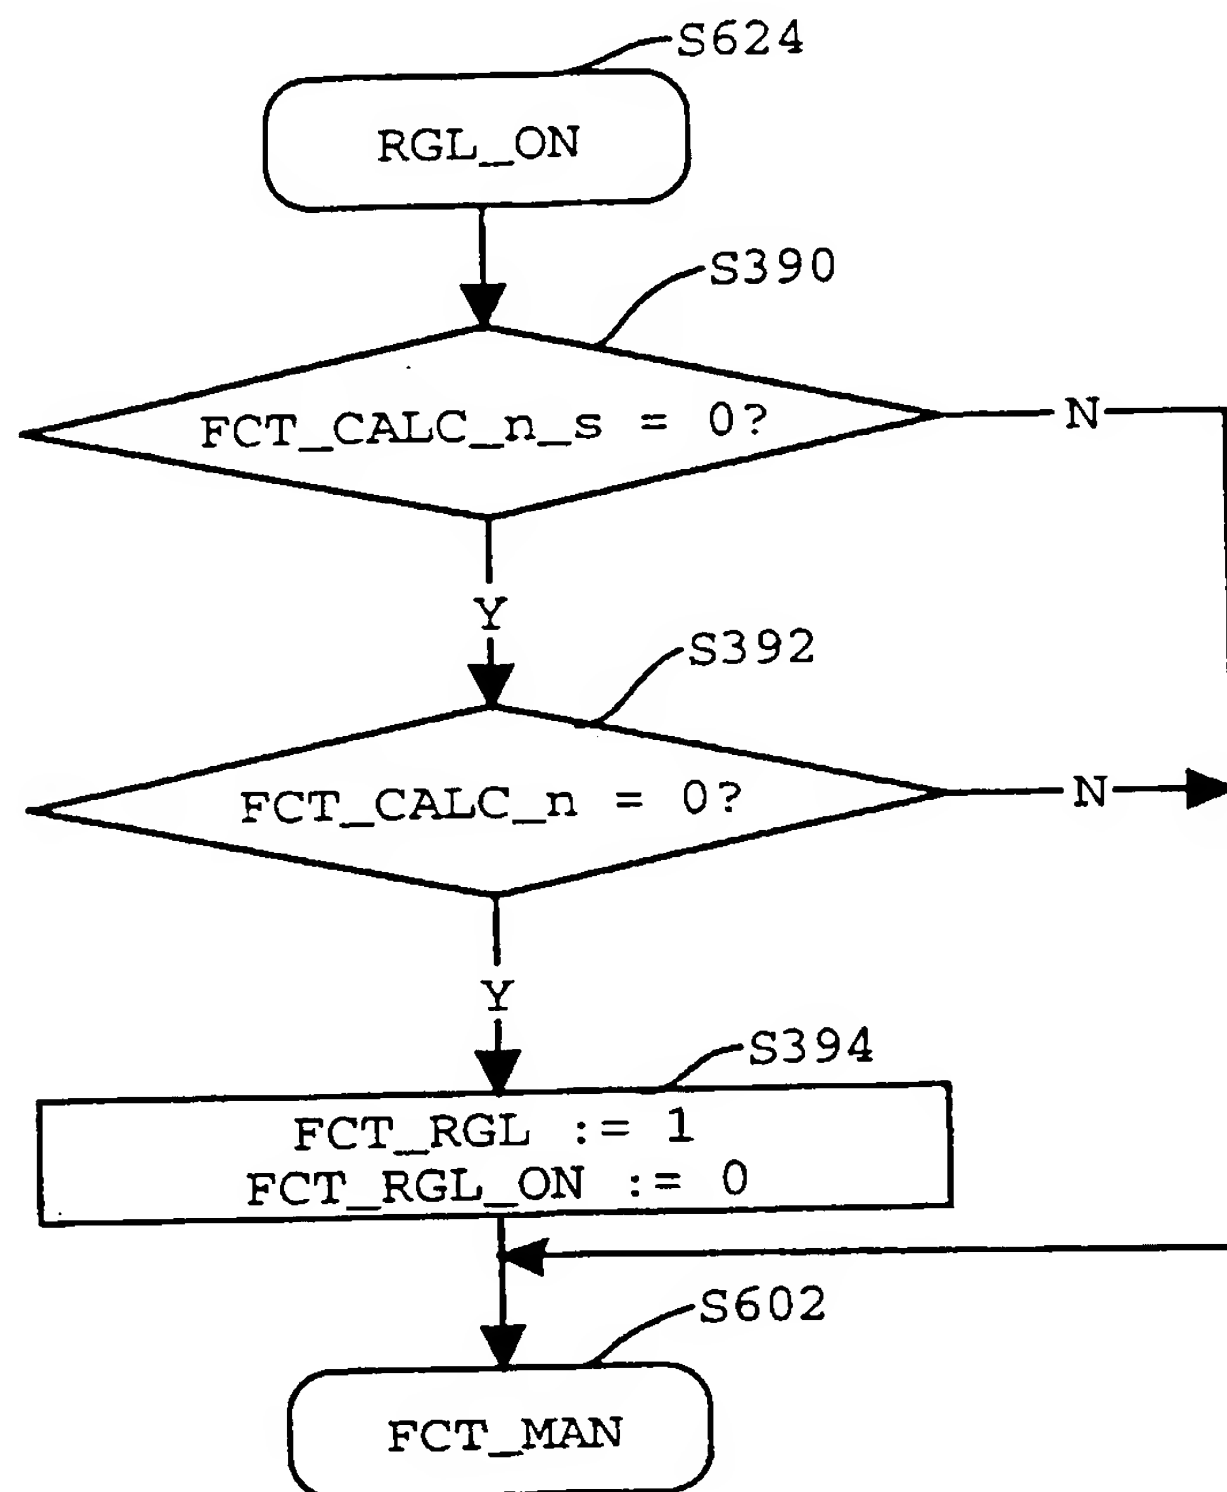 S624
RGL_ON
S390
FCT_CALC_n_s = 0?
N
Y
S392
FCT_CALC_n = 0?
N
Y
S394
FCT_RGL := 1
FCT_RGL_ON := 0
S602
FCT_MAN